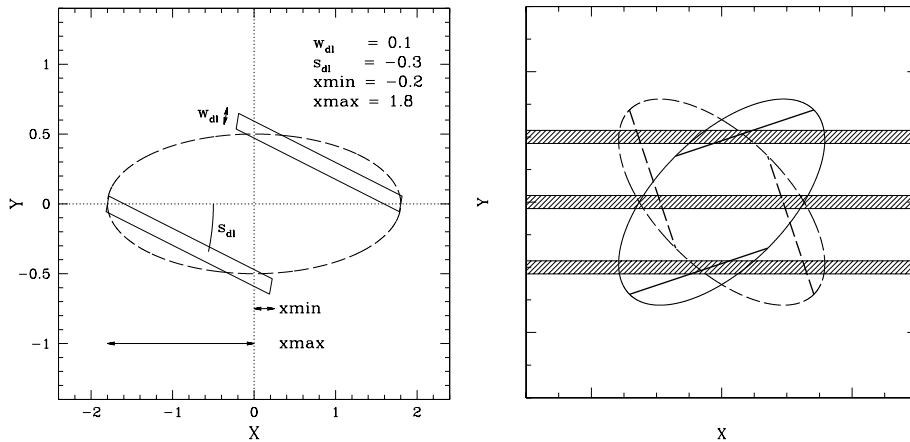 w_dl = 0.1
s_dl = −0.3
xmin = −0.2
xmax = 1.8
1
0.5
0
−0.5
−1
Y
w_dl
s_dl
xmin
xmax
−2
−1
0
1
2
X
Y
X